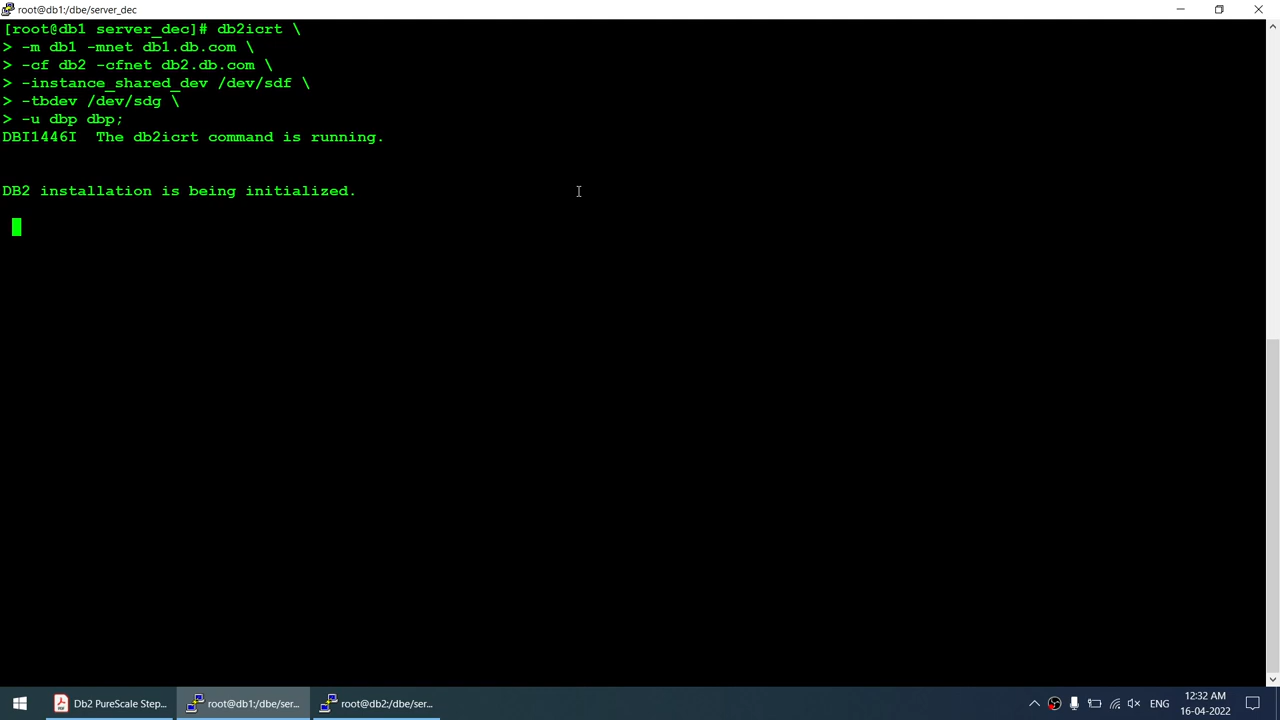 root@db1:/dbe/server_dec
[root@db1 server_dec]# db2icrt \
> -m db1 -mnet db1.db.com \
> -cf db2 -cfnet db2.db.com \
> -instance_shared_dev /dev/sdf \
> -tbdev /dev/sdg \
> -u dbp dbp;
DBI1446I  The db2icrt command is running.
DB2 installation is being initialized.
Db2 PureScale Step...
root@db1:/dbe/ser...
root@db2:/dbe/ser...
ENG
12:32 AM
16-04-2022